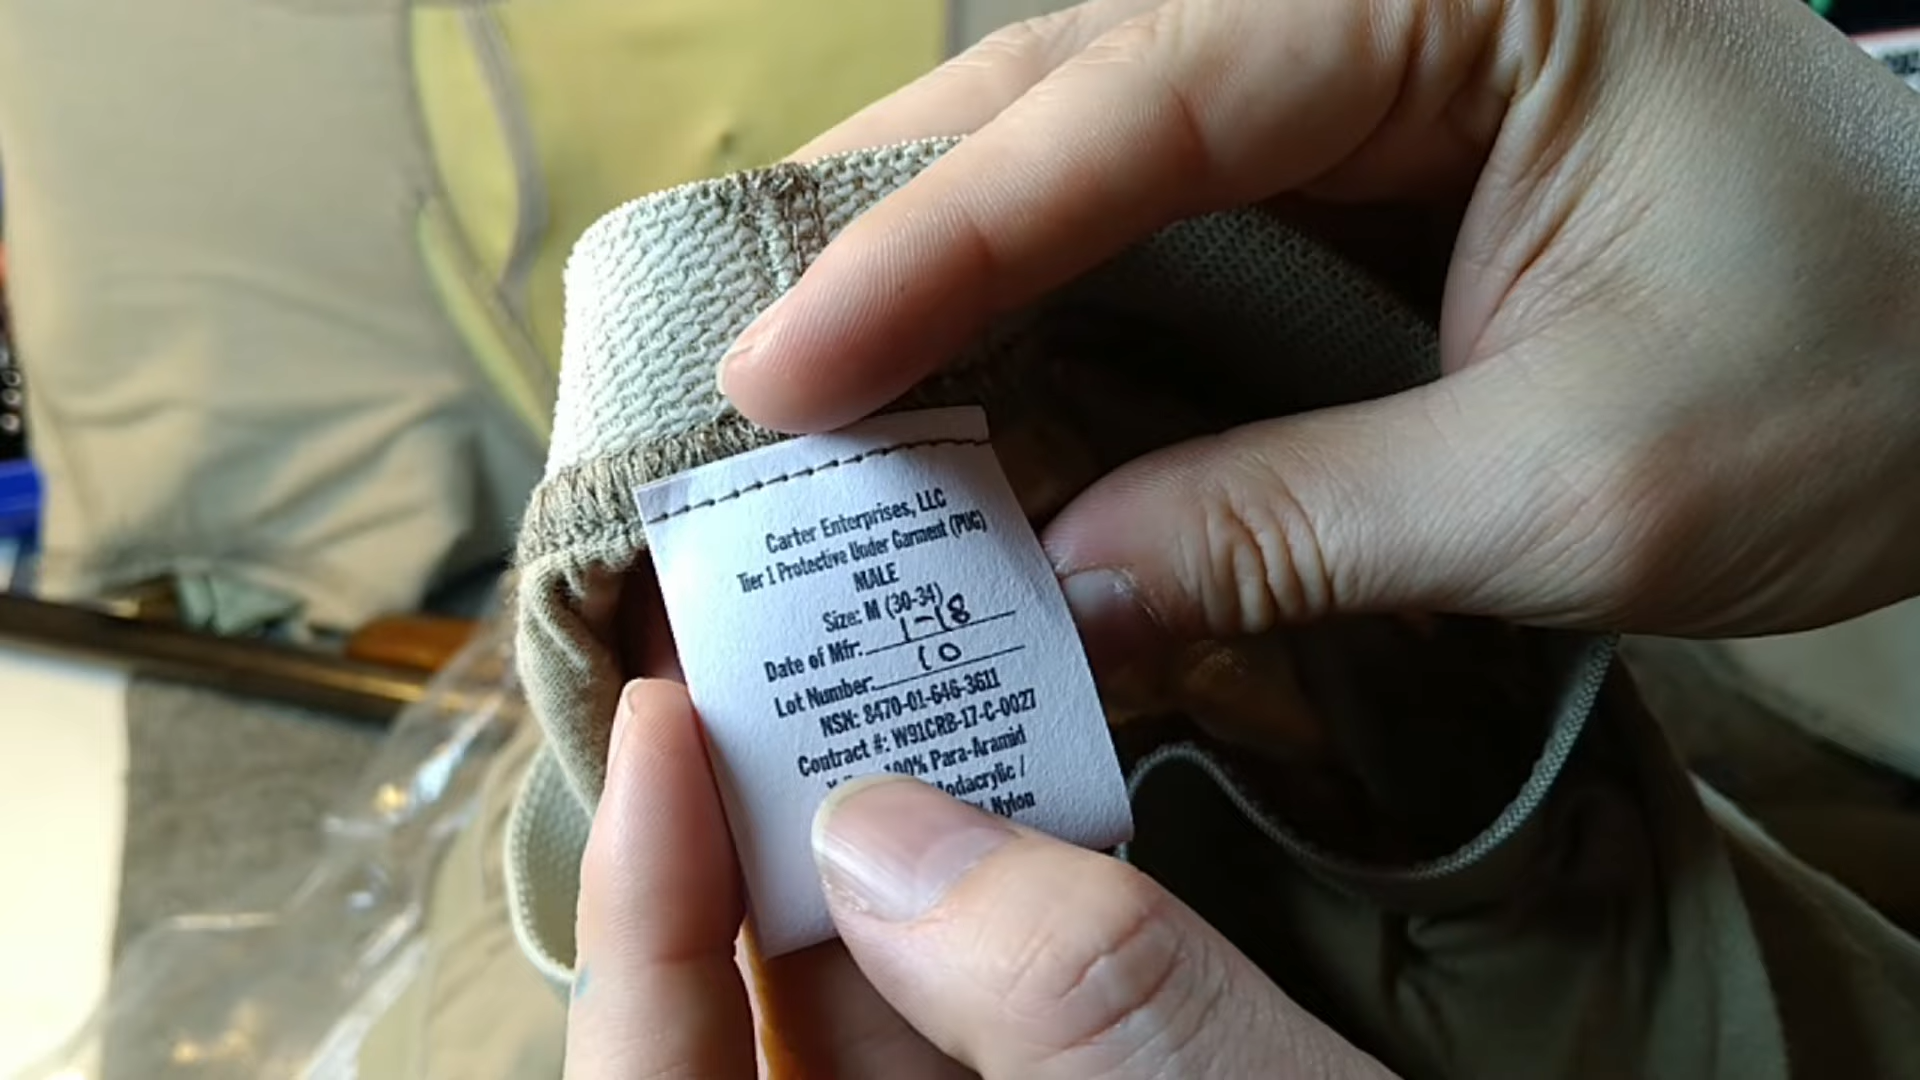 Carter Enterprises, LLC
Tier 1 Protective Under Garment (PUG)
MALE
Size: M (30-34)
Date of Mfr: 1-18
Lot Number: 10
NSN: 8470-01-646-3611
Contract #: W91CRB-17-C-0027
100% Para-Aramid
Modacrylic /
Nylon